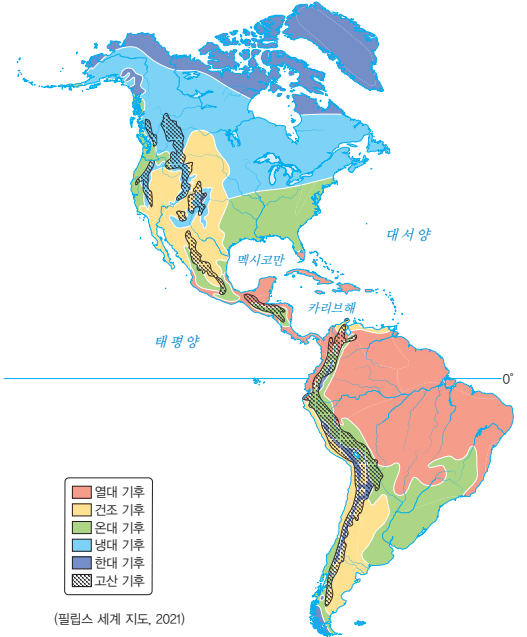 대서양
멕시코만
카리브해
태평양
0°
열대 기후
건조 기후
온대 기후
냉대 기후
한대 기후
고산 기후
(필립스 세계 지도, 2021)